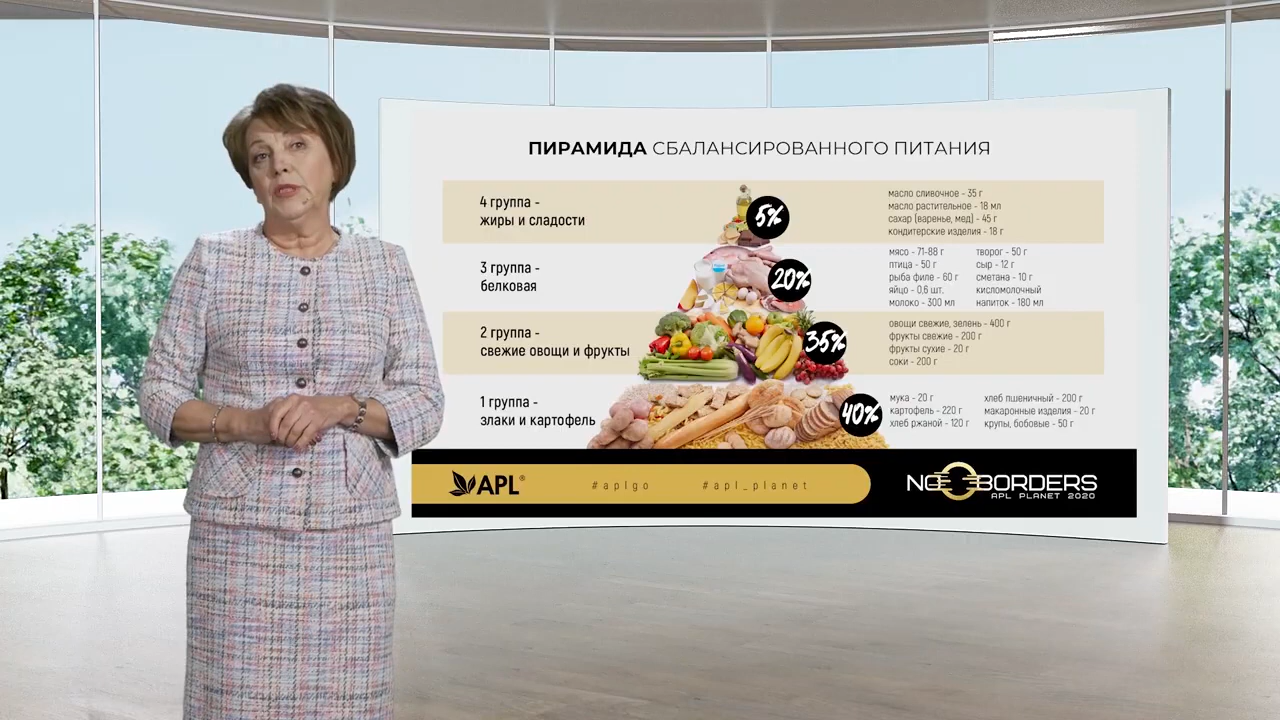 ПИРАМИДА СБАЛАНСИРОВАННОГО ПИТАНИЯ
4 группа -
жиры и сладости
5%
масло сливочное - 35 г
масло растительное - 18 мл
сахар (варенье, мед) - 45 г
кондитерские изделия - 18 г
3 группа -
белковая
20%
мясо - 71-88 г
птица - 50 г
рыба филе - 60 г
яйцо - 0,6 шт.
молоко - 300 мл
творог - 50 г
сыр - 12 г
сметана - 10 г
кисломолочный
напиток - 180 мл
2 группа -
свежие овощи и фрукты
35%
овощи свежие, зелень - 400 г
фрукты свежие - 200 г
фрукты сухие - 20 г
соки - 200 г
1 группа -
злаки и картофель
40%
мука - 20 г
картофель - 220 г
хлеб ржаной - 120 г
хлеб пшеничный - 200 г
макаронные изделия - 20 г
крупы, бобовые - 50 г
APL®
#aplgo
#apl_planet
NO BORDERS
APL PLANET 2020